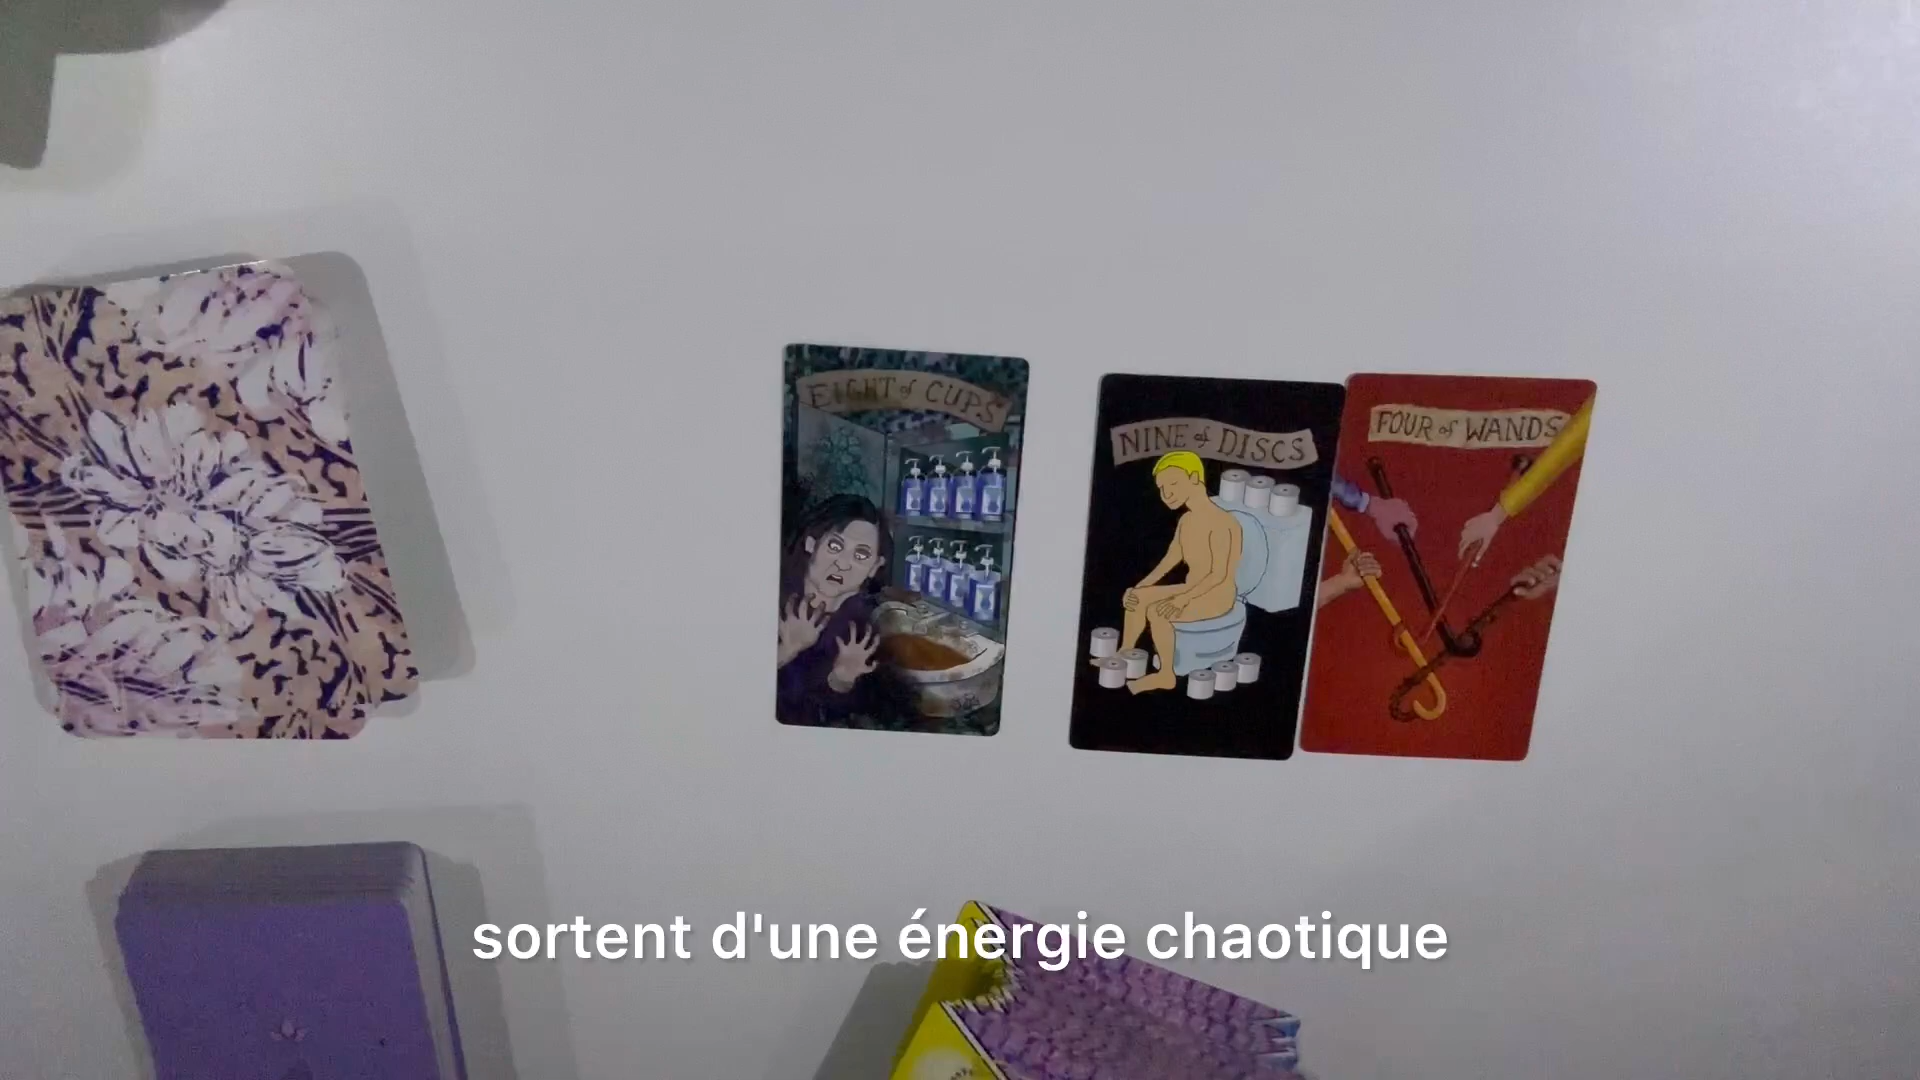 EIGHT of CUPS
NINE of DISCS
FOUR of WANDS
sortent d'une énergie chaotique